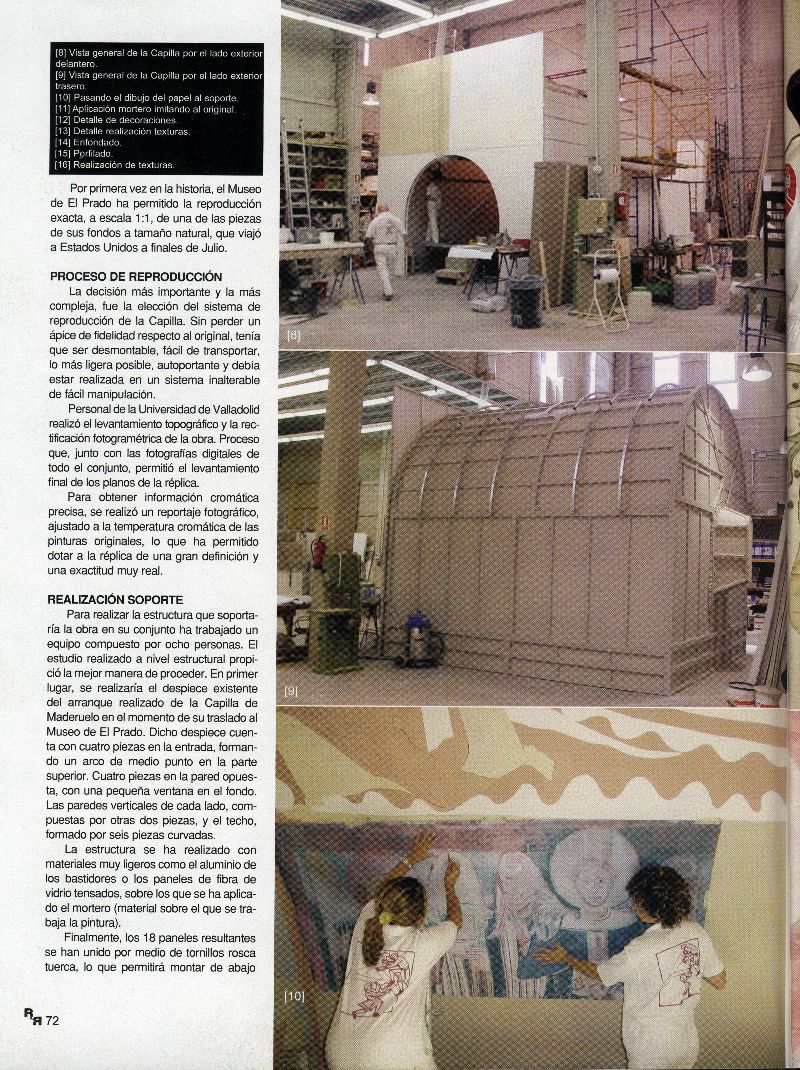 [8] Vista general de la Capilla por el lado exterior
delantero.
[9] Vista general de la Capilla por el lado exterior
trasero.
[10] Pasando el dibujo del papel al soporte.
[11] Aplicación mortero imitando al original.
[12] Detalle de decoraciones.
[13] Detalle realización texturas.
[14] Enfondado.
[15] Perfilado.
[16] Realización de texturas.
Por primera vez en la historia, el Museo
de El Prado ha permitido la reproducción
exacta, a escala 1:1, de una de las piezas
de sus fondos a tamaño natural, que viajó
a Estados Unidos a finales de Julio.
PROCESO DE REPRODUCCIÓN
La decisión más importante y la más
compleja, fue la elección del sistema de
reproducción de la Capilla. Sin perder un
ápice de fidelidad respecto al original, tenía
que ser desmontable, fácil de transportar,
lo más ligera posible, autoportante y debía
estar realizada en un sistema inalterable
de fácil manipulación.
Personal de la Universidad de Valladolid
realizó el levantamiento topográfico y la rec-
tificación fotogramétrica de la obra. Proceso
que, junto con las fotografías digitales de
todo el conjunto, permitió el levantamiento
final de los planos de la réplica.
Para obtener información cromática
precisa, se realizó un reportaje fotográfico,
ajustado a la temperatura cromática de las
pinturas originales, lo que ha permitido
dotar a la réplica de una gran definición y
una exactitud muy real.
REALIZACIÓN SOPORTE
Para realizar la estructura que soporta-
ría la obra en su conjunto ha trabajado un
equipo compuesto por ocho personas. El
estudio realizado a nivel estructural propi-
ció la mejor manera de proceder. En primer
lugar, se realizaría el despiece existente
del arranque realizado de la Capilla de
Maderuelo en el momento de su traslado al
Museo de El Prado. Dicho despiece cuen-
ta con cuatro piezas en la entrada, forman-
do un arco de medio punto en la parte
superior. Cuatro piezas en la pared opues-
ta, con una pequeña ventana en el fondo.
Las paredes verticales de cada lado, com-
puestas por otras dos piezas, y el techo,
formado por seis piezas curvadas.
La estructura se ha realizado con
materiales muy ligeros como el aluminio de
los bastidores o los paneles de fibra de
vidrio tensados, sobre los que se ha aplica-
do el mortero (material sobre el que se tra-
baja la pintura).
Finalmente, los 18 paneles resultantes
se han unido por medio de tornillos rosca
tuerca, lo que permitirá montar de abajo
72
[8]
[9]
[10]